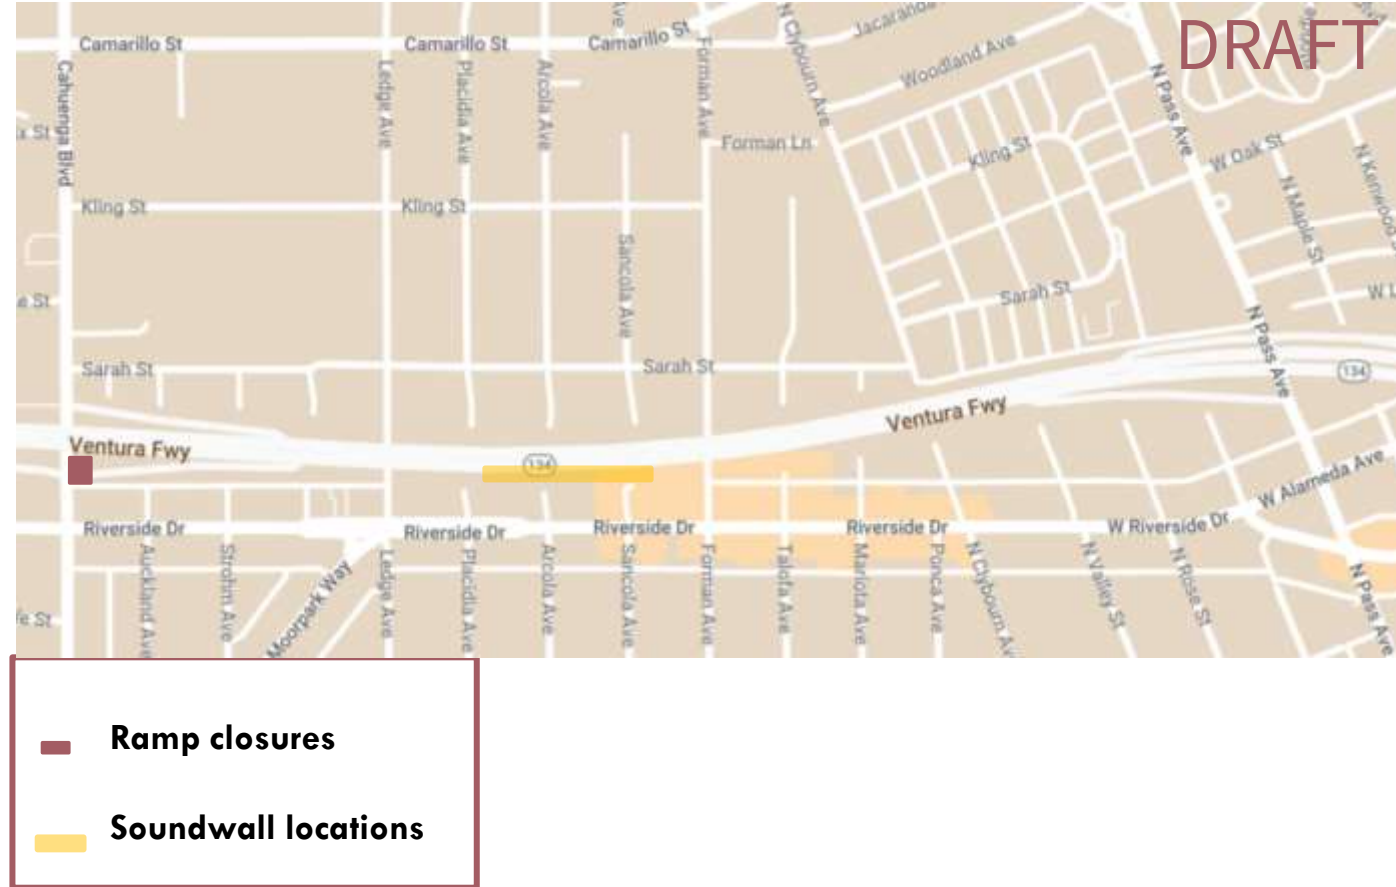 DRAFT
Ave
Jacaranda
Camarillo St
Camarillo St
Camarillo St
N Clybourn Ave
Woodland Ave
Cahuenga Blvd
Ledge Ave
Placidia Ave
Arcola Ave
Forman Ave
N Pass Ave
Forman Ln
Kling St
W Oak St
N Kenwood
N Maple St
Kling St
Kling St
Sancola Ave
e St
Sarah St
W L
N Pass Ave
Sarah St
Sarah St
134
Ventura Fwy
Ventura Fwy
134
W Alameda Ave
Riverside Dr
Riverside Dr
Riverside Dr
Riverside Dr
W Riverside Dr
Auckland Ave
Strohm Ave
Moorpark Way
Ledge Ave
Placidia Ave
Arcola Ave
Sancola Ave
Forman Ave
Talofa Ave
Mariota Ave
Ponca Ave
N Clybourn Ave
N Valley St
N Rose St
N Pass Ave
fe St
Ramp closures
Soundwall locations